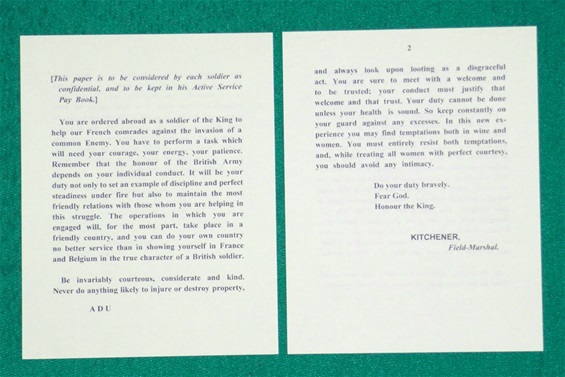 [This paper is to be considered by each soldier as
confidential, and to be kept in his Active Service
Pay Book.]
You are ordered abroad as a soldier of the King to
help our French comrades against the invasion of a
common Enemy. You have to perform a task which
will need your courage, your energy, your patience.
Remember that the honour of the British Army
depends on your individual conduct. It will be your
duty not only to set an example of discipline and perfect
steadiness under fire but also to maintain the most
friendly relations with those whom you are helping in
this struggle. The operations in which you are
engaged will, for the most part, take place in a
friendly country, and you can do your own country
no better service than in showing yourself in France
and Belgium in the true character of a British soldier.
Be invariably courteous, considerate and kind.
Never do anything likely to injure or destroy property,
A D U
2
and always look upon looting as a disgraceful
act. You are sure to meet with a welcome and
to be trusted; your conduct must justify that
welcome and that trust. Your duty cannot be done
unless your health is sound. So keep constantly on
your guard against any excesses. In this new ex-
perience you may find temptations both in wine and
women. You must entirely resist both temptations,
and, while treating all women with perfect courtesy,
you should avoid any intimacy.
Do your duty bravely.
Fear God.
Honour the King.
KITCHENER,
Field-Marshal.